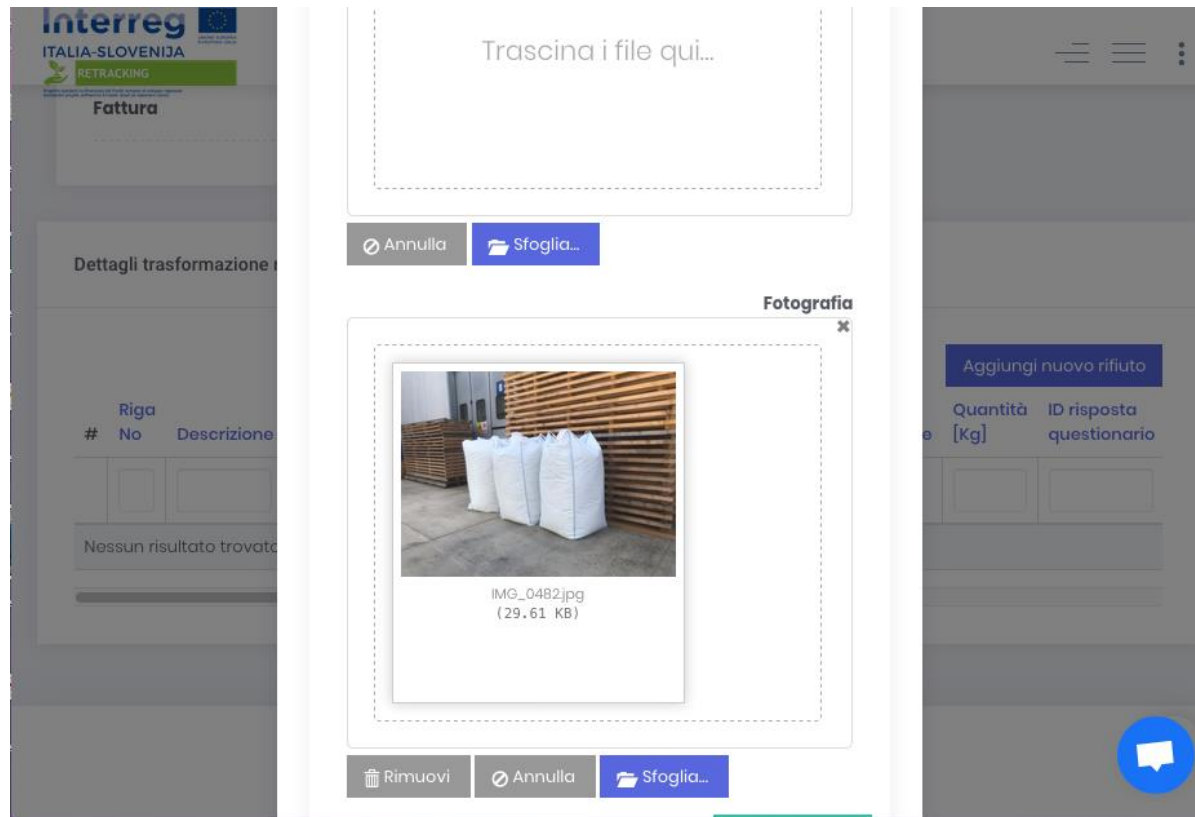 Interreg
ITALIA-SLOVENIJA
RETRACKING
Fattura
Trascina i file qui...
Annulla
Sfoglia...
Dettagli trasformazione
Fotografia
Aggiungi nuovo rifiuto
# Riga No
Descrizione
Quantità [Kg]
ID risposta questionario
Nessun risultato trovato
IMG_0482.jpg
(29.61 KB)
Rimuovi
Annulla
Sfoglia...